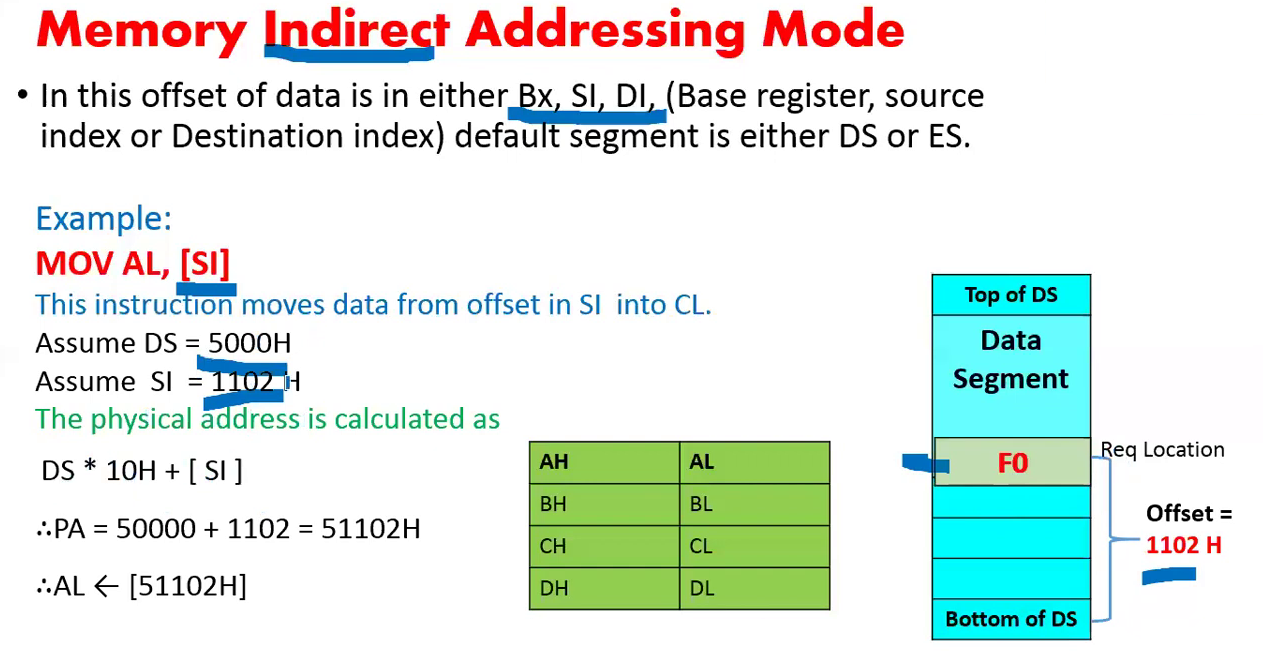 Memory Indirect Addressing Mode
• In this offset of data is in either Bx, SI, DI, (Base register, source
index or Destination index) default segment is either DS or ES.
Example:
MOV AL, [SI]
This instruction moves data from offset in SI into CL.
Assume DS = 5000H
Assume SI = 1102 H
The physical address is calculated as
DS * 10H + [ SI ]
∴PA = 50000 + 1102 = 51102H
∴AL ← [51102H]
AH AL
BH BL
CH CL
DH DL
Top of DS
Data
Segment
F0
Req Location
Offset =
1102 H
Bottom of DS